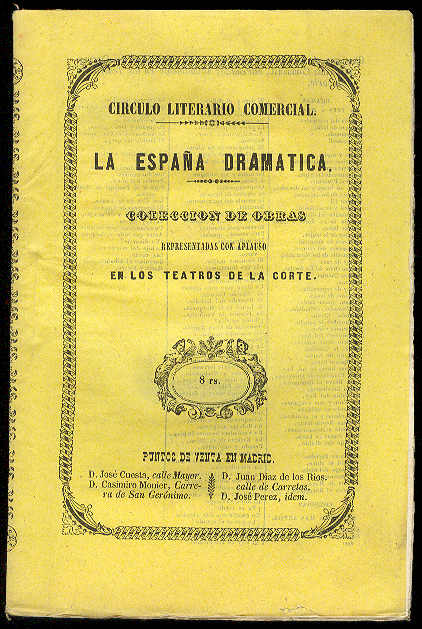 CIRCULO LITERARIO COMERCIAL.
LA ESPAÑA DRAMATICA.
COLECCION DE OBRAS
REPRESENTADAS CON APLAUSO
EN LOS TEATROS DE LA CORTE.
8 rs.
PUNTOS DE VENTA EN MADRID.
D. José Cuesta, calle Mayor.
D. Casimiro Monier, Carre-
ra de San Gerónimo.
D. Juan Diaz de los Rios.
calle de Carretas.
D. José Perez, idem.